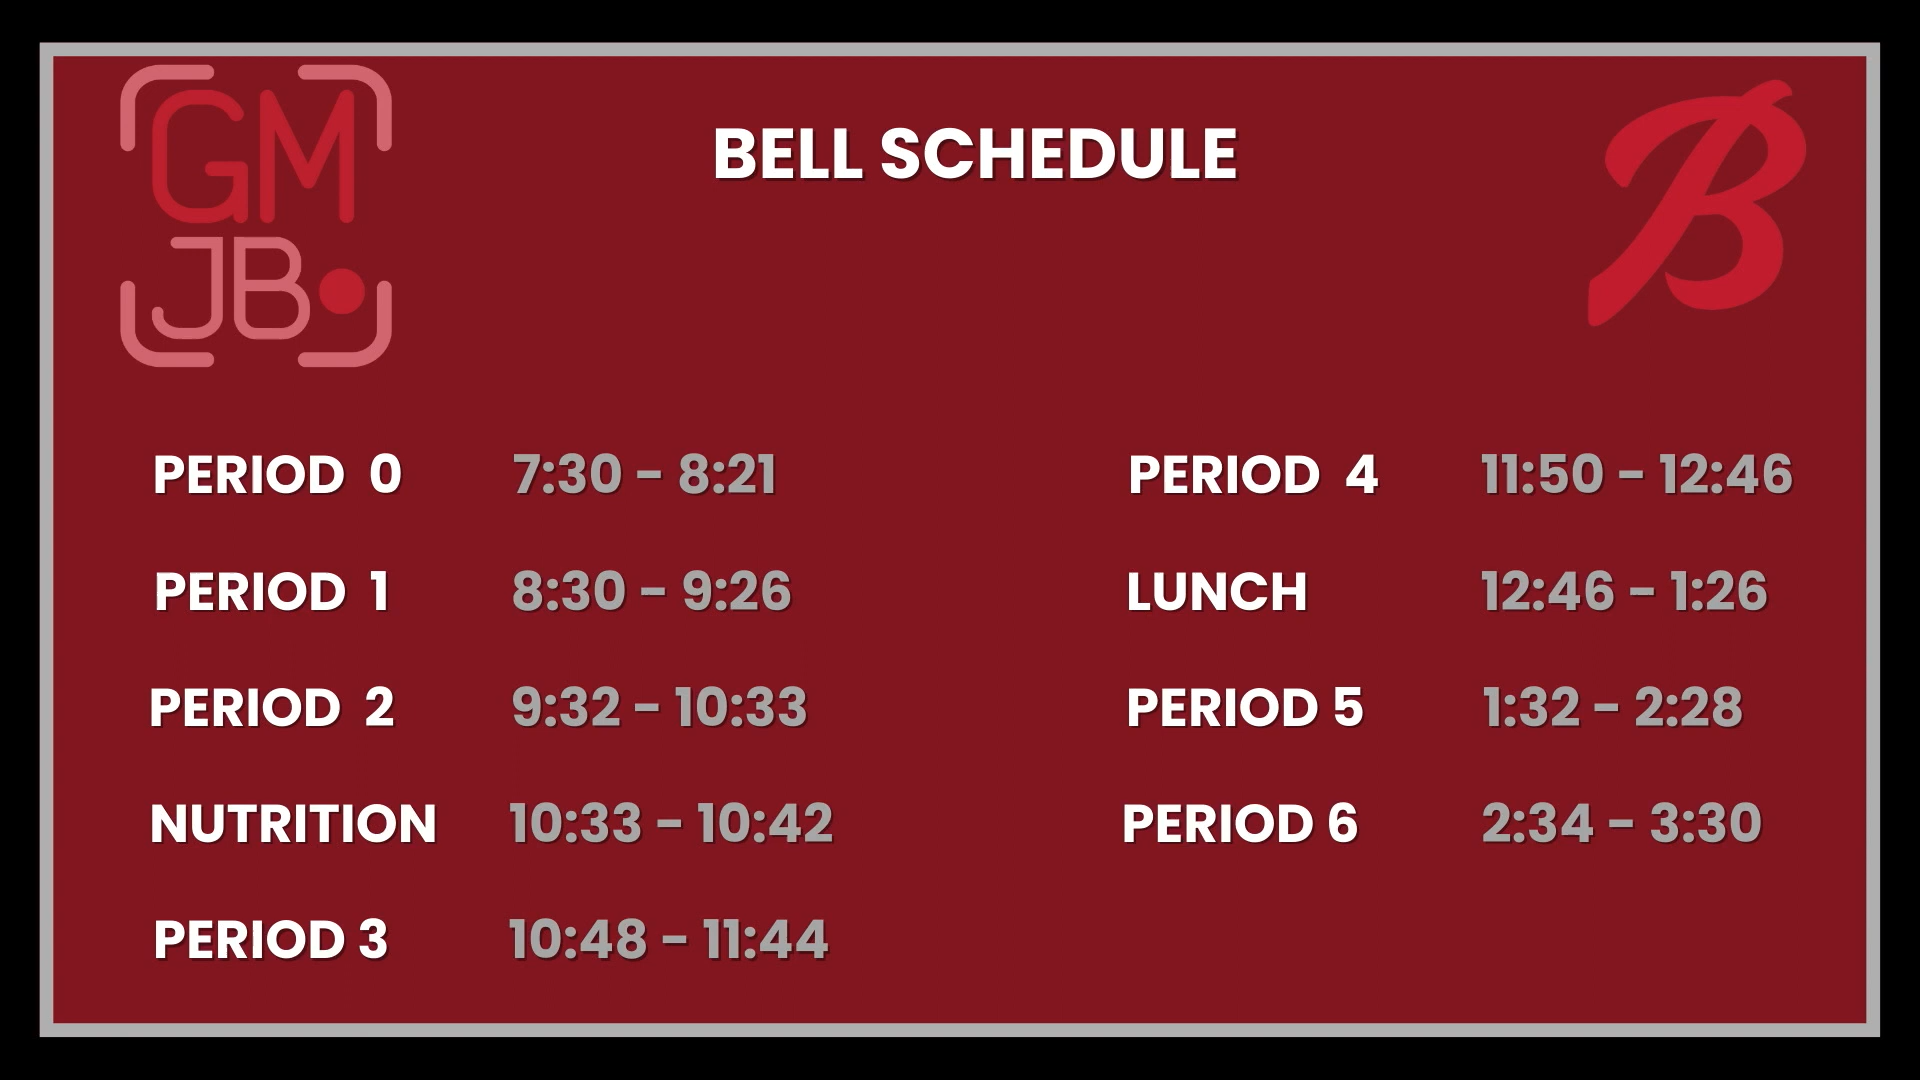 GM
JB
BELL SCHEDULE
B
PERIOD 0 7:30 - 8:21
PERIOD 1 8:30 - 9:26
PERIOD 2 9:32 - 10:33
NUTRITION 10:33 - 10:42
PERIOD 3 10:48 - 11:44
PERIOD 4 11:50 - 12:46
LUNCH 12:46 - 1:26
PERIOD 5 1:32 - 2:28
PERIOD 6 2:34 - 3:30